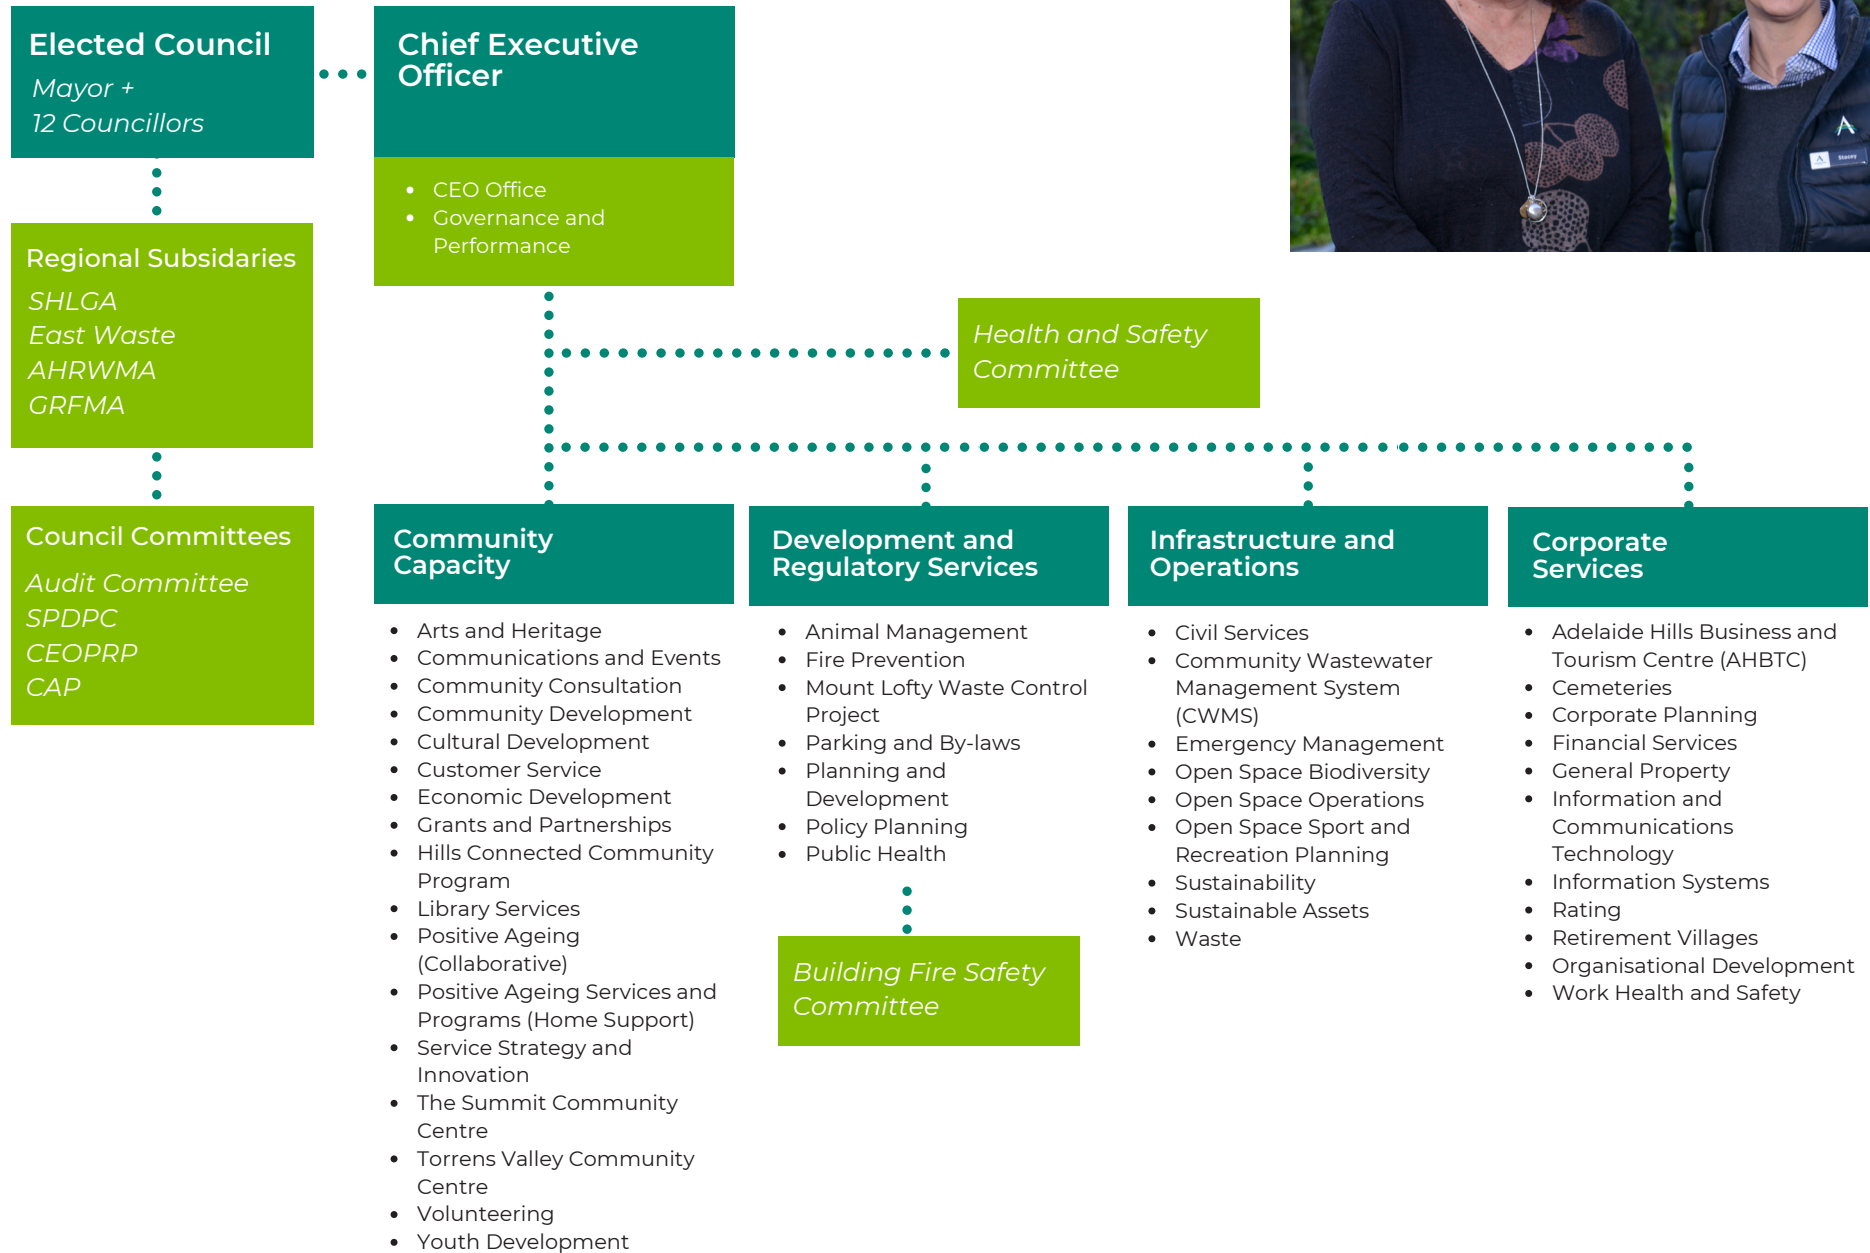 Elected Council
Mayor +
12 Councillors
Chief Executive
Officer
CEO Office
Governance and
Performance
Stacey
Regional Subsidaries
SHLGA
East Waste
AHRWMA
GRFMA
Health and Safety
Committee
Council Committees
Audit Committee
SPDPC
CEOPRP
CAP
Community
Capacity
Arts and Heritage
Communications and Events
Community Consultation
Community Development
Cultural Development
Customer Service
Economic Development
Grants and Partnerships
Hills Connected Community
Program
Library Services
Positive Ageing
(Collaborative)
Positive Ageing Services and
Programs (Home Support)
Service Strategy and
Innovation
The Summit Community
Centre
Torrens Valley Community
Centre
Volunteering
Youth Development
Development and
Regulatory Services
Animal Management
Fire Prevention
Mount Lofty Waste Control
Project
Parking and By-laws
Planning and
Development
Policy Planning
Public Health
Building Fire Safety
Committee
Infrastructure and
Operations
Civil Services
Community Wastewater
Management System
(CWMS)
Emergency Management
Open Space Biodiversity
Open Space Operations
Open Space Sport and
Recreation Planning
Sustainability
Sustainable Assets
Waste
Corporate
Services
Adelaide Hills Business and
Tourism Centre (AHBTC)
Cemeteries
Corporate Planning
Financial Services
General Property
Information and
Communications
Technology
Information Systems
Rating
Retirement Villages
Organisational Development
Work Health and Safety